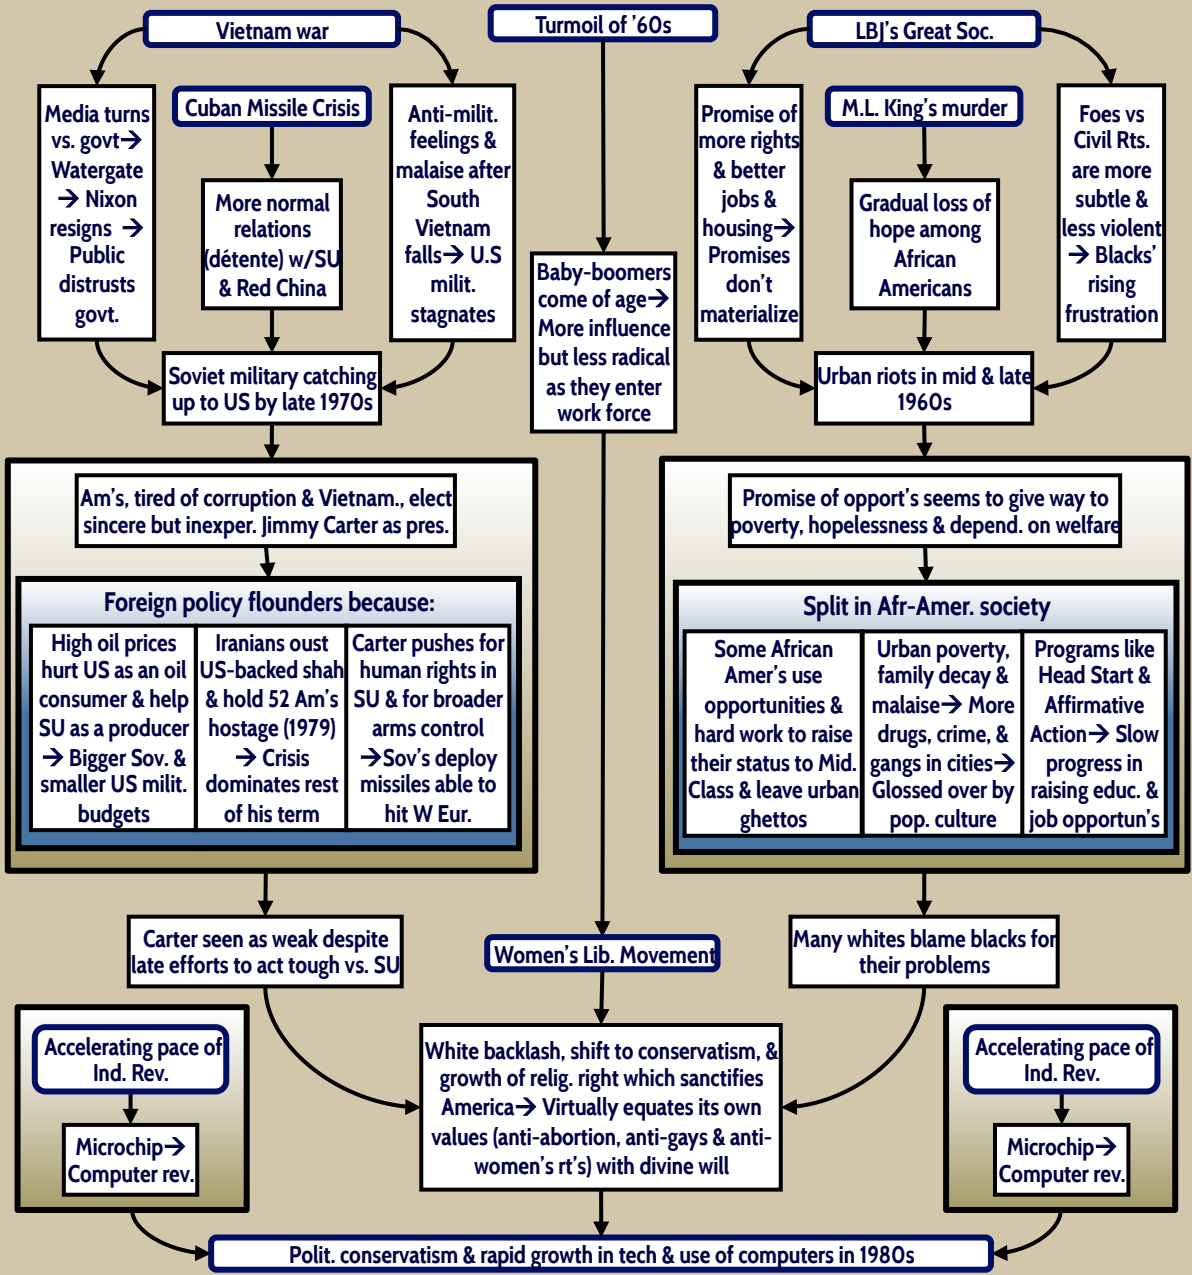 Vietnam war
Turmoil of ’60s
LBJ’s Great Soc.
Media turns
vs. govt→
Watergate
→ Nixon
resigns →
Public
distrusts
govt.
Cuban Missile Crisis
More normal
relations
(détente) w/SU
& Red China
Anti-milit.
feelings &
malaise after
South
Vietnam
falls→ U.S
milit.
stagnates
Soviet military catching
up to US by late 1970s
Baby-boomers
come of age→
More influence
but less radical
as they enter
work force
Promise of
more rights
& better
jobs &
housing→
Promises
don’t
materialize
M.L. King’s murder
Gradual loss of
hope among
African
Americans
Foes vs
Civil Rts.
are more
subtle &
less violent
→ Blacks’
rising
frustration
Urban riots in mid & late
1960s
Am’s, tired of corruption & Vietnam., elect
sincere but inexper. Jimmy Carter as pres.
Foreign policy flounders because:
High oil prices
hurt US as an oil
consumer & help
SU as a producer
→ Bigger Sov. &
smaller US milit.
budgets
Iranians oust
US-backed shah
& hold 52 Am’s
hostage (1979)
→ Crisis
dominates rest
of his term
Carter pushes for
human rights in
SU & for broader
arms control
→Sov’s deploy
missiles able to
hit W Eur.
Promise of opport’s seems to give way to
poverty, hopelessness & depend. on welfare
Split in Afr-Amer. society
Some African
Amer’s use
opportunities &
hard work to raise
their status to Mid.
Class & leave urban
ghettos
Urban poverty,
family decay &
malaise→ More
drugs, crime, &
gangs in cities→
Glossed over by
pop. culture
Programs like
Head Start &
Affirmative
Action→ Slow
progress in
raising educ. &
job opportun’s
Carter seen as weak despite
late efforts to act tough vs. SU
Women’s Lib. Movement
Many whites blame blacks for
their problems
Accelerating pace of
Ind. Rev.
Microchip→
Computer rev.
White backlash, shift to conservatism, &
growth of relig. right which sanctifies
America→ Virtually equates its own
values (anti-abortion, anti-gays & anti-
women’s rt’s) with divine will
Accelerating pace of
Ind. Rev.
Microchip→
Computer rev.
Polit. conservatism & rapid growth in tech & use of computers in 1980s